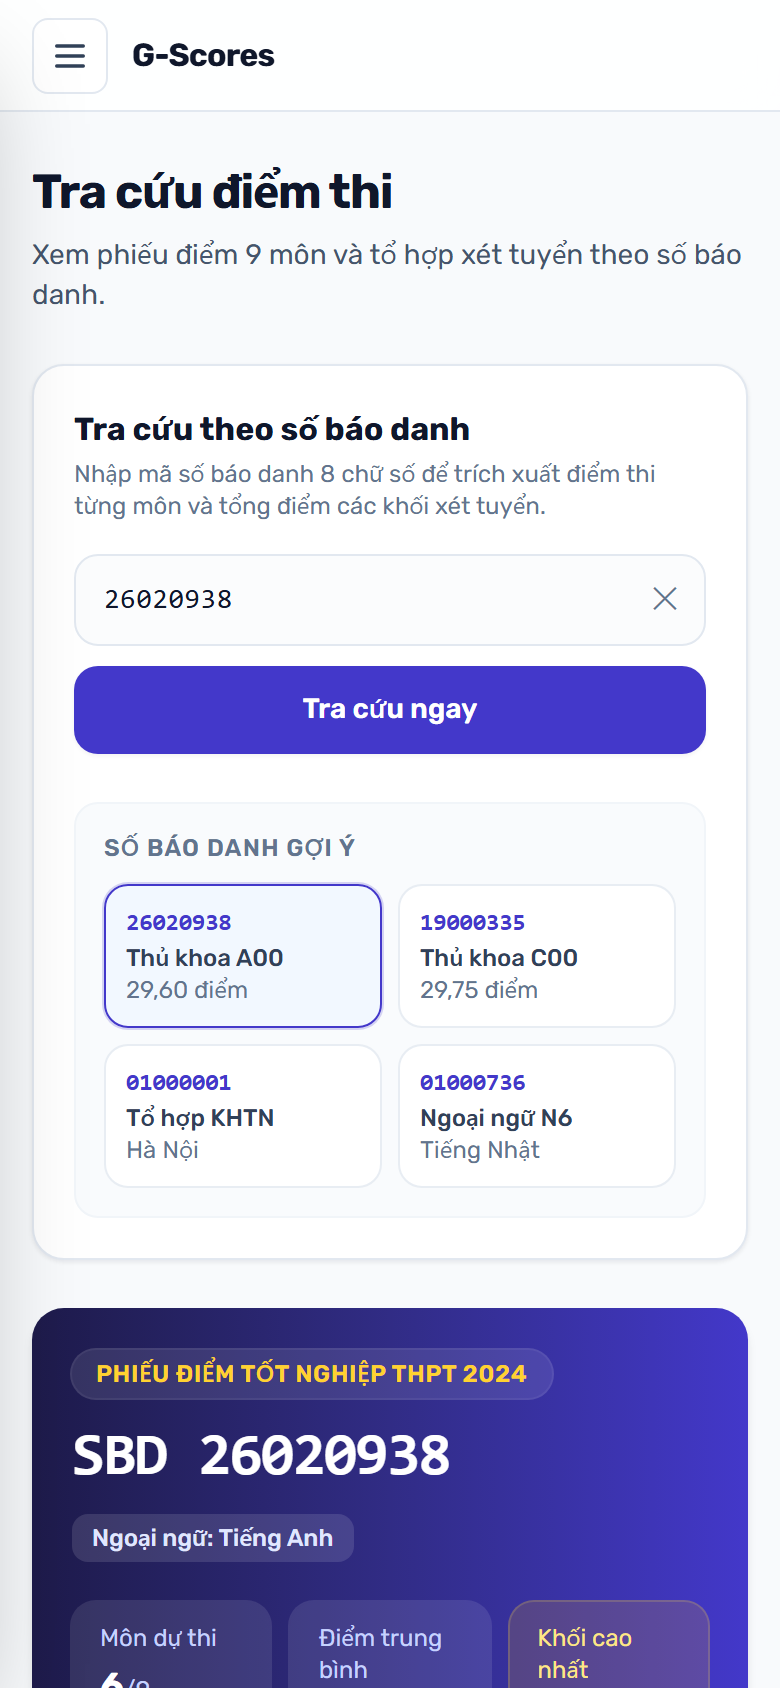 G-Scores
Tra cứu điểm thi
Xem phiếu điểm 9 môn và tổ hợp xét tuyển theo số báo
danh.
Tra cứu theo số báo danh
Nhập mã số báo danh 8 chữ số để trích xuất điểm thi
từng môn và tổng điểm các khối xét tuyển.
26020938
Tra cứu ngay
SỐ BÁO DANH GỢI Ý
26020938
Thủ khoa A00
29,60 điểm
19000335
Thủ khoa C00
29,75 điểm
01000001
Tổ hợp KHTN
Hà Nội
01000736
Ngoại ngữ N6
Tiếng Nhật
PHIẾU ĐIỂM TỐT NGHIỆP THPT 2024
SBD 26020938
Ngoại ngữ: Tiếng Anh
Môn dự thi
6/9
Điểm trung
bình
Khối cao
nhất